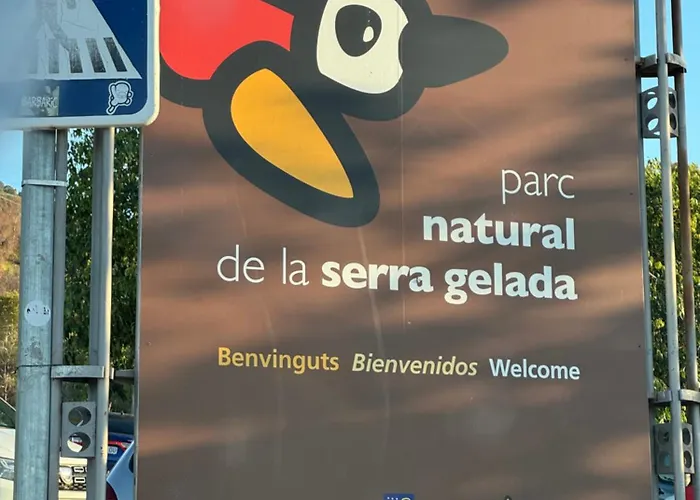 parc
natural
de la serra gelada
Benvinguts Bienvenidos Welcome